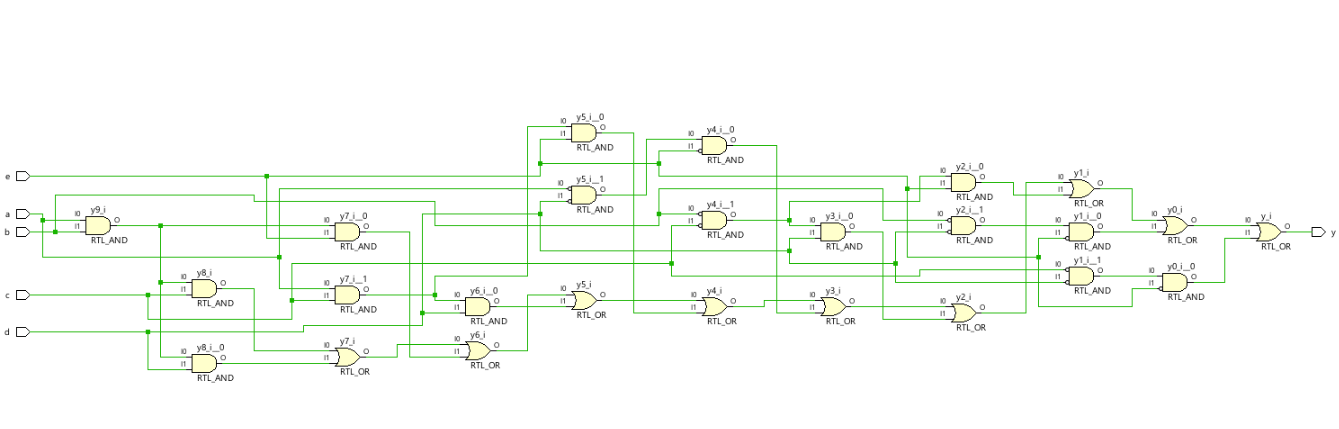 y5_i__0
I0
I1
O
RTL_AND
y4_i__0
I0
I1
O
RTL_AND
y2_i__0
I0
I1
O
RTL_AND
y1_i
I0
I1
O
RTL_OR
e
y5_i__1
I0
I1
O
RTL_AND
a
b
y9_i
I0
I1
O
RTL_AND
y7_i__0
I0
I1
O
RTL_AND
y4_i__1
I0
I1
O
RTL_AND
y3_i__0
I0
I1
O
RTL_AND
y2_i__1
I0
I1
O
RTL_AND
y1_i__0
I0
I1
O
RTL_AND
y0_i
I0
I1
O
RTL_OR
y_i
I0
I1
O
RTL_OR
y
y8_i
I0
I1
O
RTL_AND
y7_i__1
I0
I1
O
RTL_AND
y1_i__1
I0
I1
O
RTL_AND
y0_i__0
I0
I1
O
RTL_AND
c
y6_i__0
I0
I1
O
RTL_AND
y5_i
I0
I1
O
RTL_OR
y4_i
I0
I1
O
RTL_OR
y3_i
I0
I1
O
RTL_OR
y2_i
I0
I1
O
RTL_OR
d
y8_i__0
I0
I1
O
RTL_AND
y7_i
I0
I1
O
RTL_OR
y6_i
I0
I1
O
RTL_OR